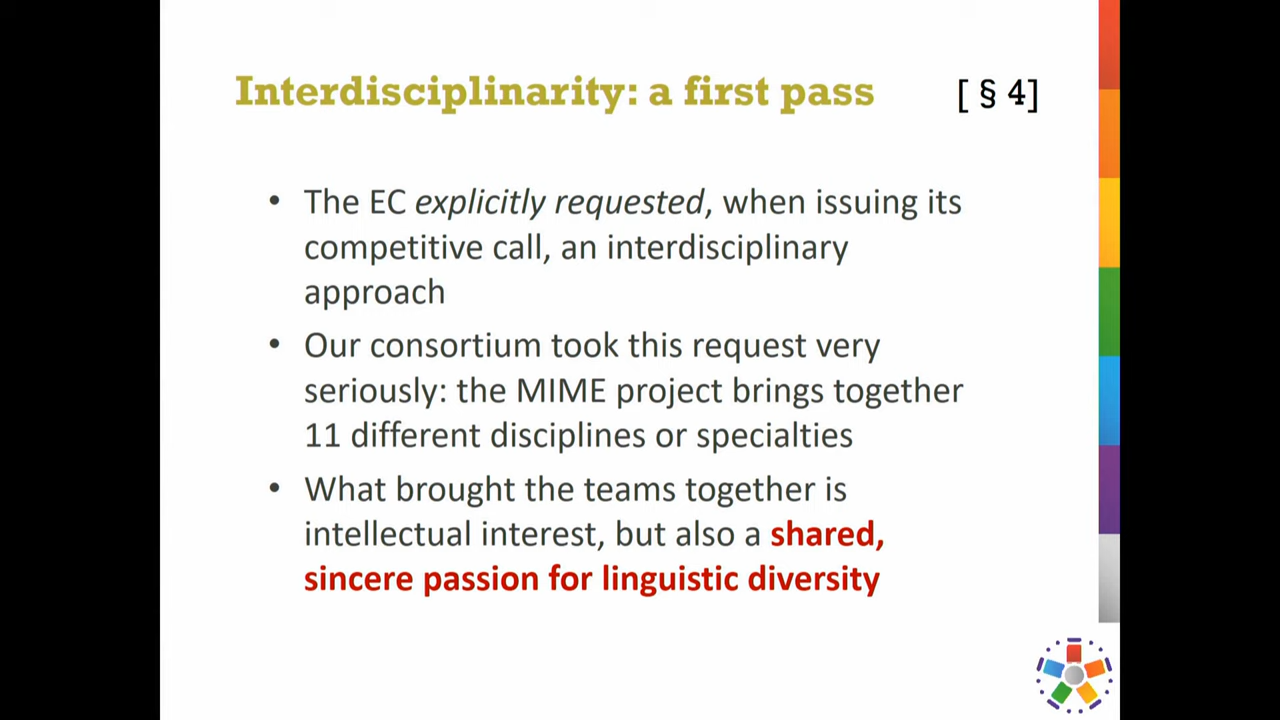 Interdisciplinarity: a first pass [ § 4]
• The EC explicitly requested, when issuing its
competitive call, an interdisciplinary
approach
• Our consortium took this request very
seriously: the MIME project brings together
11 different disciplines or specialties
• What brought the teams together is
intellectual interest, but also a shared,
sincere passion for linguistic diversity